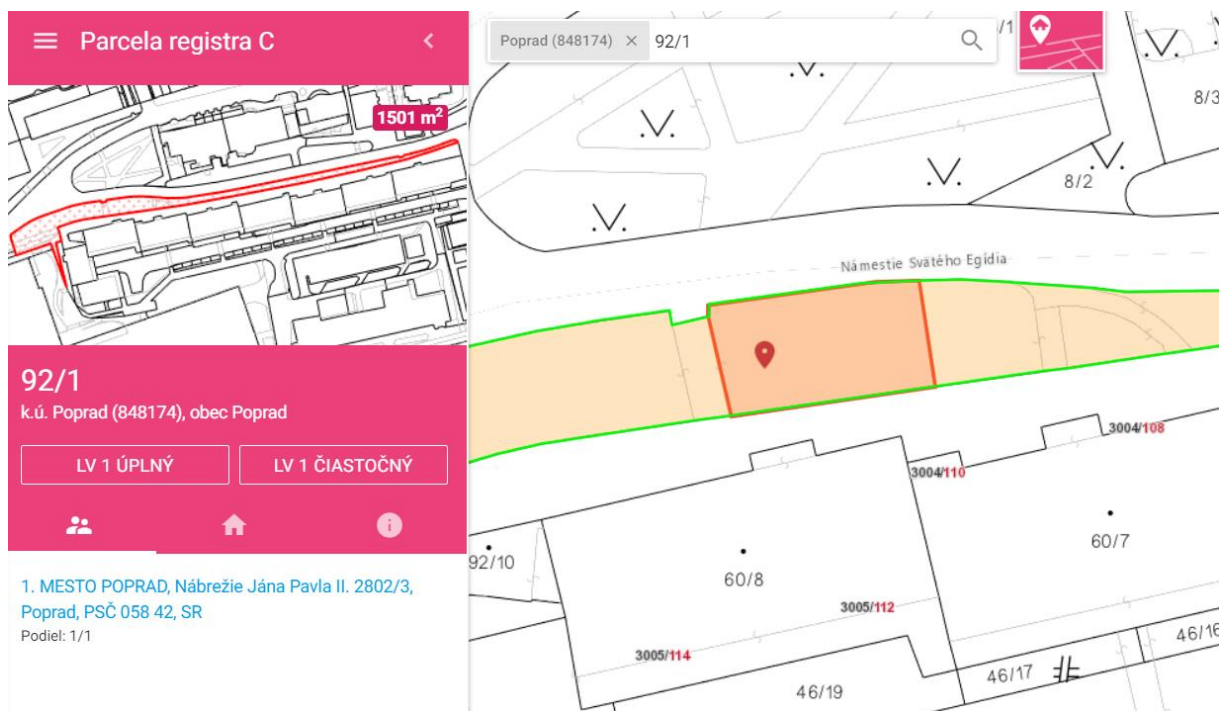 Parcela registra C
1501 m²
92/1
k.ú. Poprad (848174), obec Poprad
LV 1 ÚPLNÝ
LV 1 ČIASTOČNÝ
1. MESTO POPRAD, Nábrežie Jána Pavla II. 2802/3,
Poprad, PSČ 058 42, SR
Podiel: 1/1
Poprad (848174) × 92/1
/1
8/3
8/2
Námestie Svätého Egídia
3004/108
3004/110
92/10
60/8
60/7
3005/112
3005/114
46/19
46/17
46/16